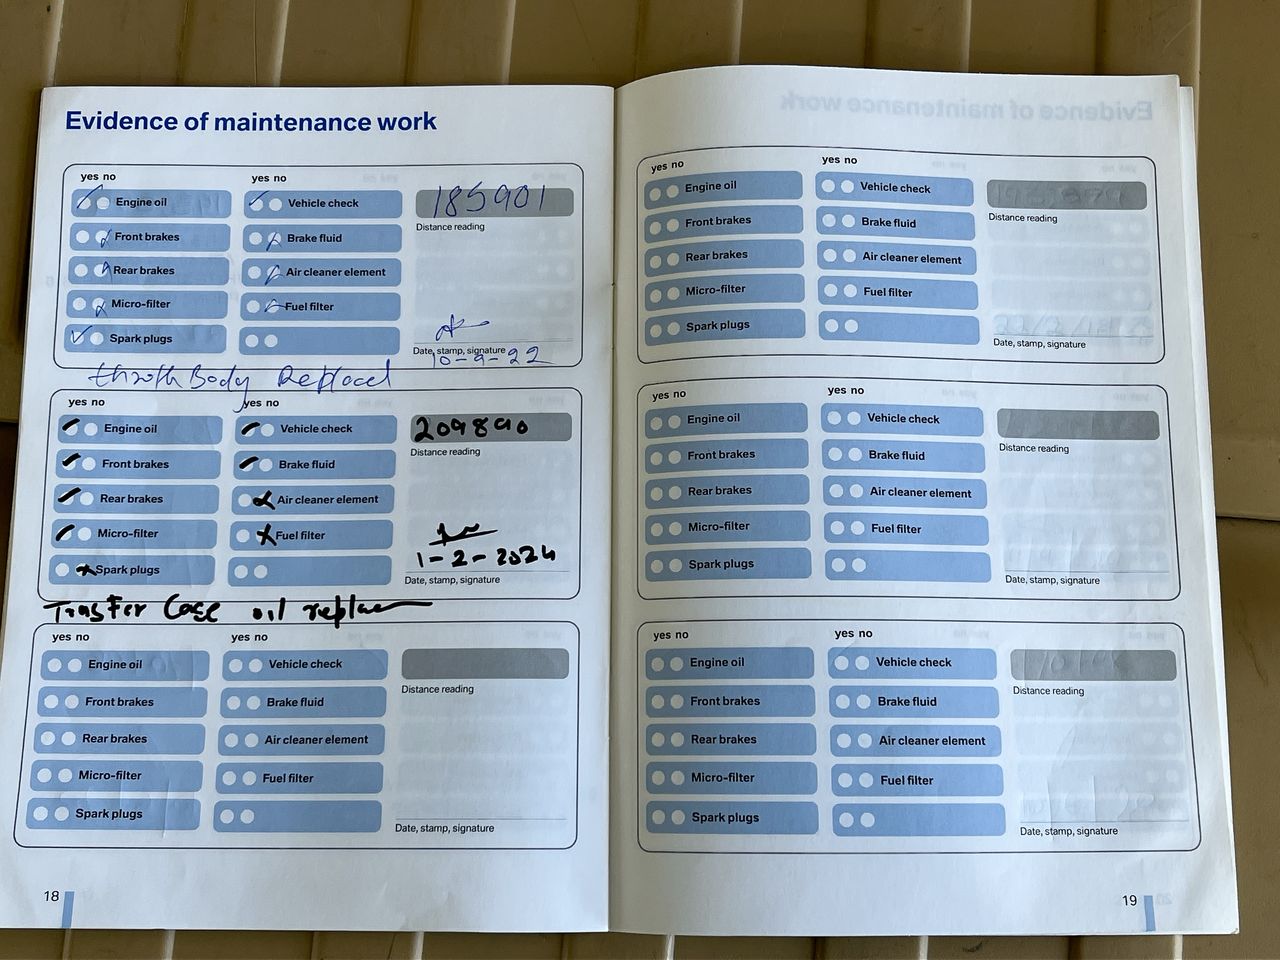 Evidence of maintenance work
yes no
yes no
Engine oil
Vehicle check
185901
Distance reading
Front brakes
Brake fluid
Rear brakes
Air cleaner element
Micro-filter
Fuel filter
Spark plugs
Date, stamp, signature
10-9-22
Body Replaced
yes no
yes no
Engine oil
Vehicle check
209890
Distance reading
Front brakes
Brake fluid
Rear brakes
Air cleaner element
Micro-filter
Fuel filter
Spark plugs
1-2-2024
Date, stamp, signature
Transfer Case oil
yes no
yes no
Engine oil
Vehicle check
Distance reading
Front brakes
Brake fluid
Rear brakes
Air cleaner element
Micro-filter
Fuel filter
Spark plugs
Date, stamp, signature
18
yes no
yes no
Engine oil
Vehicle check
Distance reading
Front brakes
Brake fluid
Rear brakes
Air cleaner element
Micro-filter
Fuel filter
Spark plugs
Date, stamp, signature
yes no
yes no
Engine oil
Vehicle check
Distance reading
Front brakes
Brake fluid
Rear brakes
Air cleaner element
Micro-filter
Fuel filter
Spark plugs
Date, stamp, signature
yes no
yes no
Engine oil
Vehicle check
Distance reading
Front brakes
Brake fluid
Rear brakes
Air cleaner element
Micro-filter
Fuel filter
Spark plugs
Date, stamp, signature
19